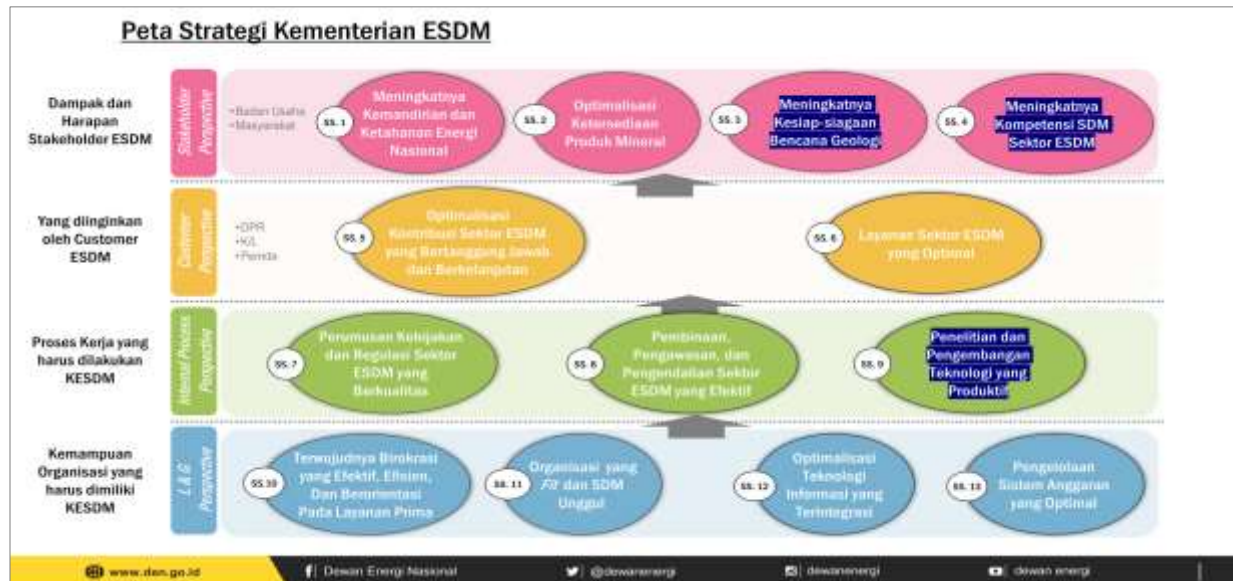 Peta Strategi Kementerian ESDM
Dampak dan
Harapan
Stakeholder ESDM
Stakeholder
Perspective
•Badan Usaha
•Masyarakat
SS. 1
Meningkatnya
Kemandirian dan
Ketahanan Energi
Nasional
SS. 2
Optimalisasi
Ketersediaan
Produk Mineral
SS. 3
Meningkatnya
Kesiap-siagaan
Bencana Geologi
SS. 4
Meningkatnya
Kompetensi SDM
Sektor ESDM
Yang diinginkan
oleh Customer
ESDM
Customer
Perspective
•DPR
•K/L
•Pemda
SS. 5
Optimalisasi
Kontribusi Sektor ESDM
yang Bertanggung Jawab
dan Berkelanjutan
SS. 6
Layanan Sektor ESDM
yang Optimal
Proses Kerja yang
harus dilakukan
KESDM
Internal Process
Perspective
SS. 7
Perumusan Kebijakan
dan Regulasi Sektor
ESDM yang
Berkualitas
SS. 8
Pembinaan,
Pengawasan, dan
Pengendalian Sektor
ESDM yang Efektif
SS. 9
Penelitian dan
Pengembangan
Teknologi yang
Produktif
Kemampuan
Organisasi yang
harus dimiliki
KESDM
L & G
Perspective
SS.10
Terwujudnya Birokrasi
yang Efektif, Efisien,
Dan Berorientasi
Pada Layanan Prima
SS. 11
Organisasi yang
Fit dan SDM
Unggul
SS. 12
Optimalisasi
Teknologi
Informasi yang
Terintegrasi
SS. 13
Pengelolaan
Sistem Anggaran
yang Optimal
www.den.go.id
Dewan Energi Nasional
@dewanenergi
dewanenergi
dewan energi